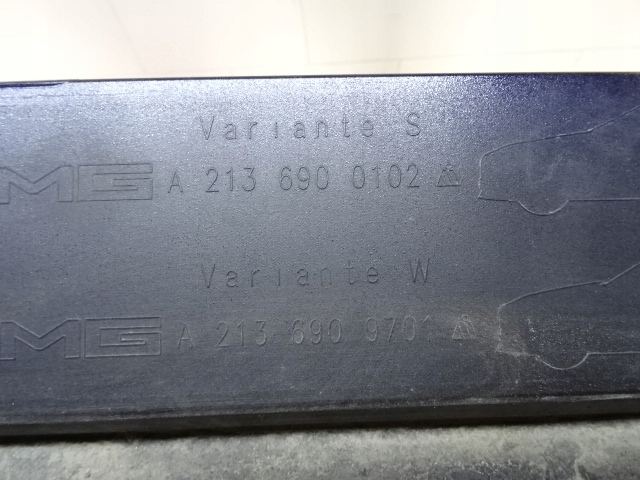 Variante S
MG A 213 690 0102
Variante W
MG A 213 690 9701